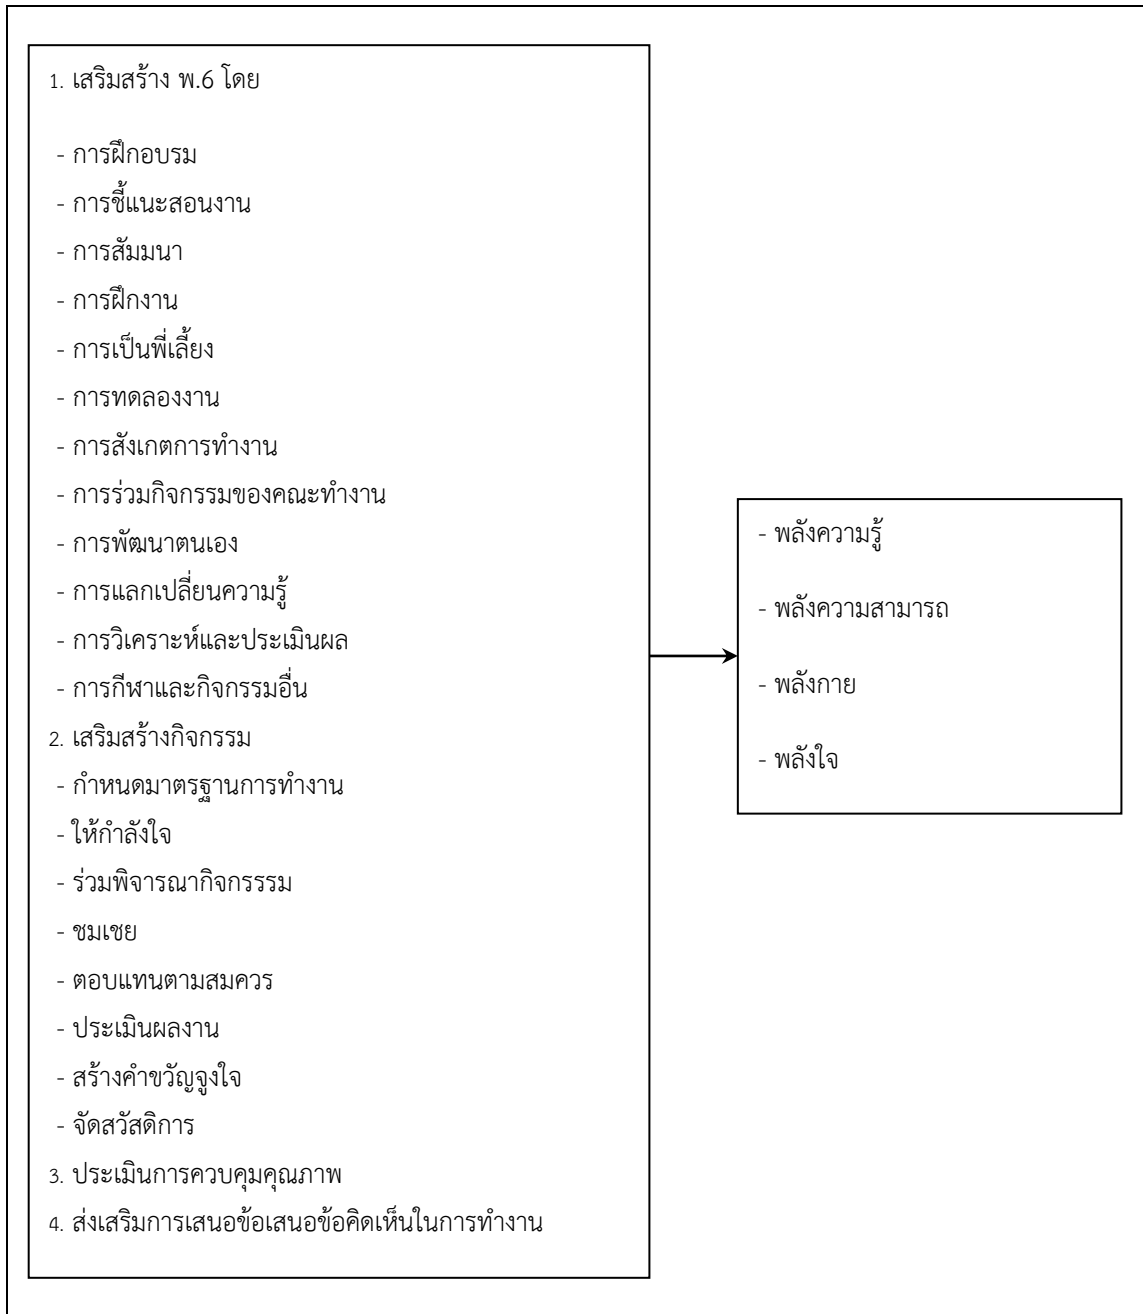 1. เสริมสร้าง พ.6 โดย
- การฝึกอบรม
- การชี้แนะสอนงาน
- การสัมมนา
- การฝึกงาน
- การเป็นพี่เลี้ยง
- การทดลองงาน
- การสังเกตการทำงาน
- การร่วมกิจกรรมของคณะทำงาน
- การพัฒนาตนเอง
- การแลกเปลี่ยนความรู้
- การวิเคราะห์และประเมินผล
- การกีฬาและกิจกรรมอื่น
2. เสริมสร้างกิจกรรม
- กำหนดมาตรฐานการทำงาน
- ให้กำลังใจ
- ร่วมพิจารณากิจกรรรม
- ชมเชย
- ตอบแทนตามสมควร
- ประเมินผลงาน
- สร้างคำขวัญจูงใจ
- จัดสวัสดิการ
3. ประเมินการควบคุมคุณภาพ
4. ส่งเสริมการเสนอข้อเสนอข้อคิดเห็นในการทำงาน
- พลังความรู้
- พลังความสามารถ
- พลังกาย
- พลังใจ